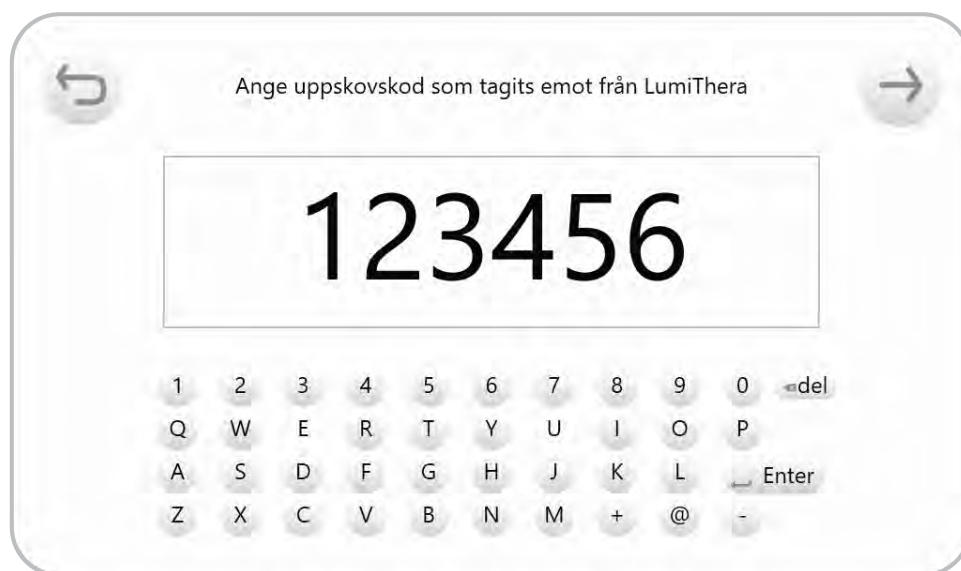 Ange uppskovskod som tagits emot från LumiThera
123456
1 2 3 4 5 6 7 8 9 0 del
Q W E R T Y U I O P
A S D F G H J K L Enter
Z X C V B N M + @ -